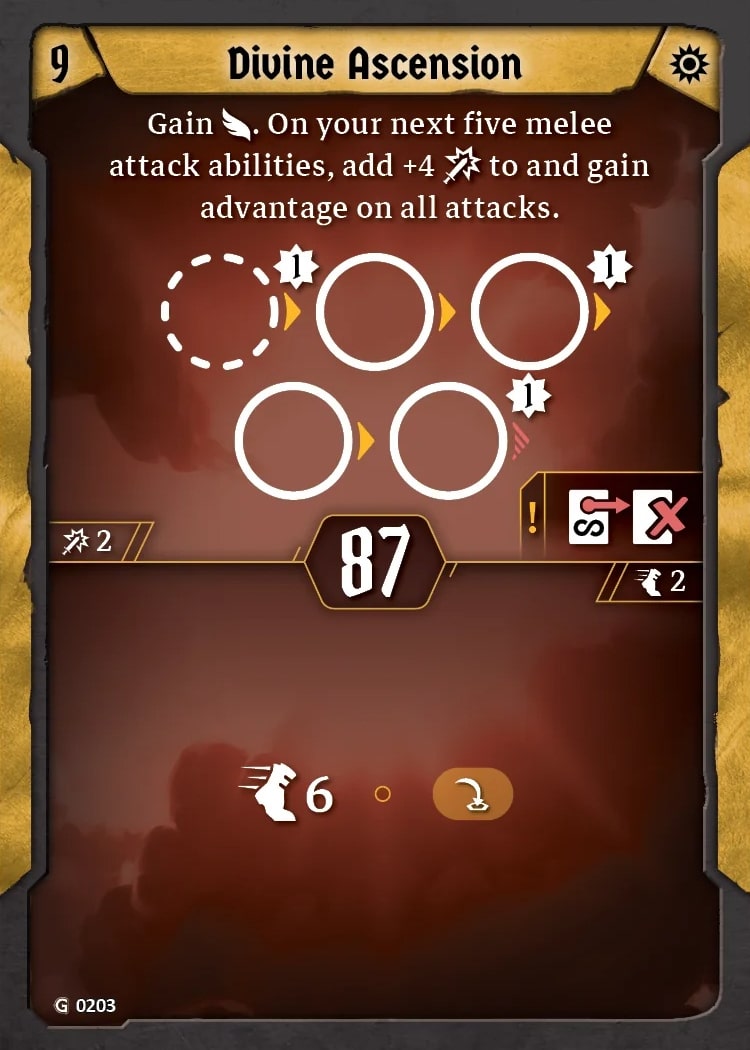 9 Divine Ascension
Gain . On your next five melee
attack abilities, add +4 to and gain
advantage on all attacks.
1 1
1
!
2 87
2
6
G 0203